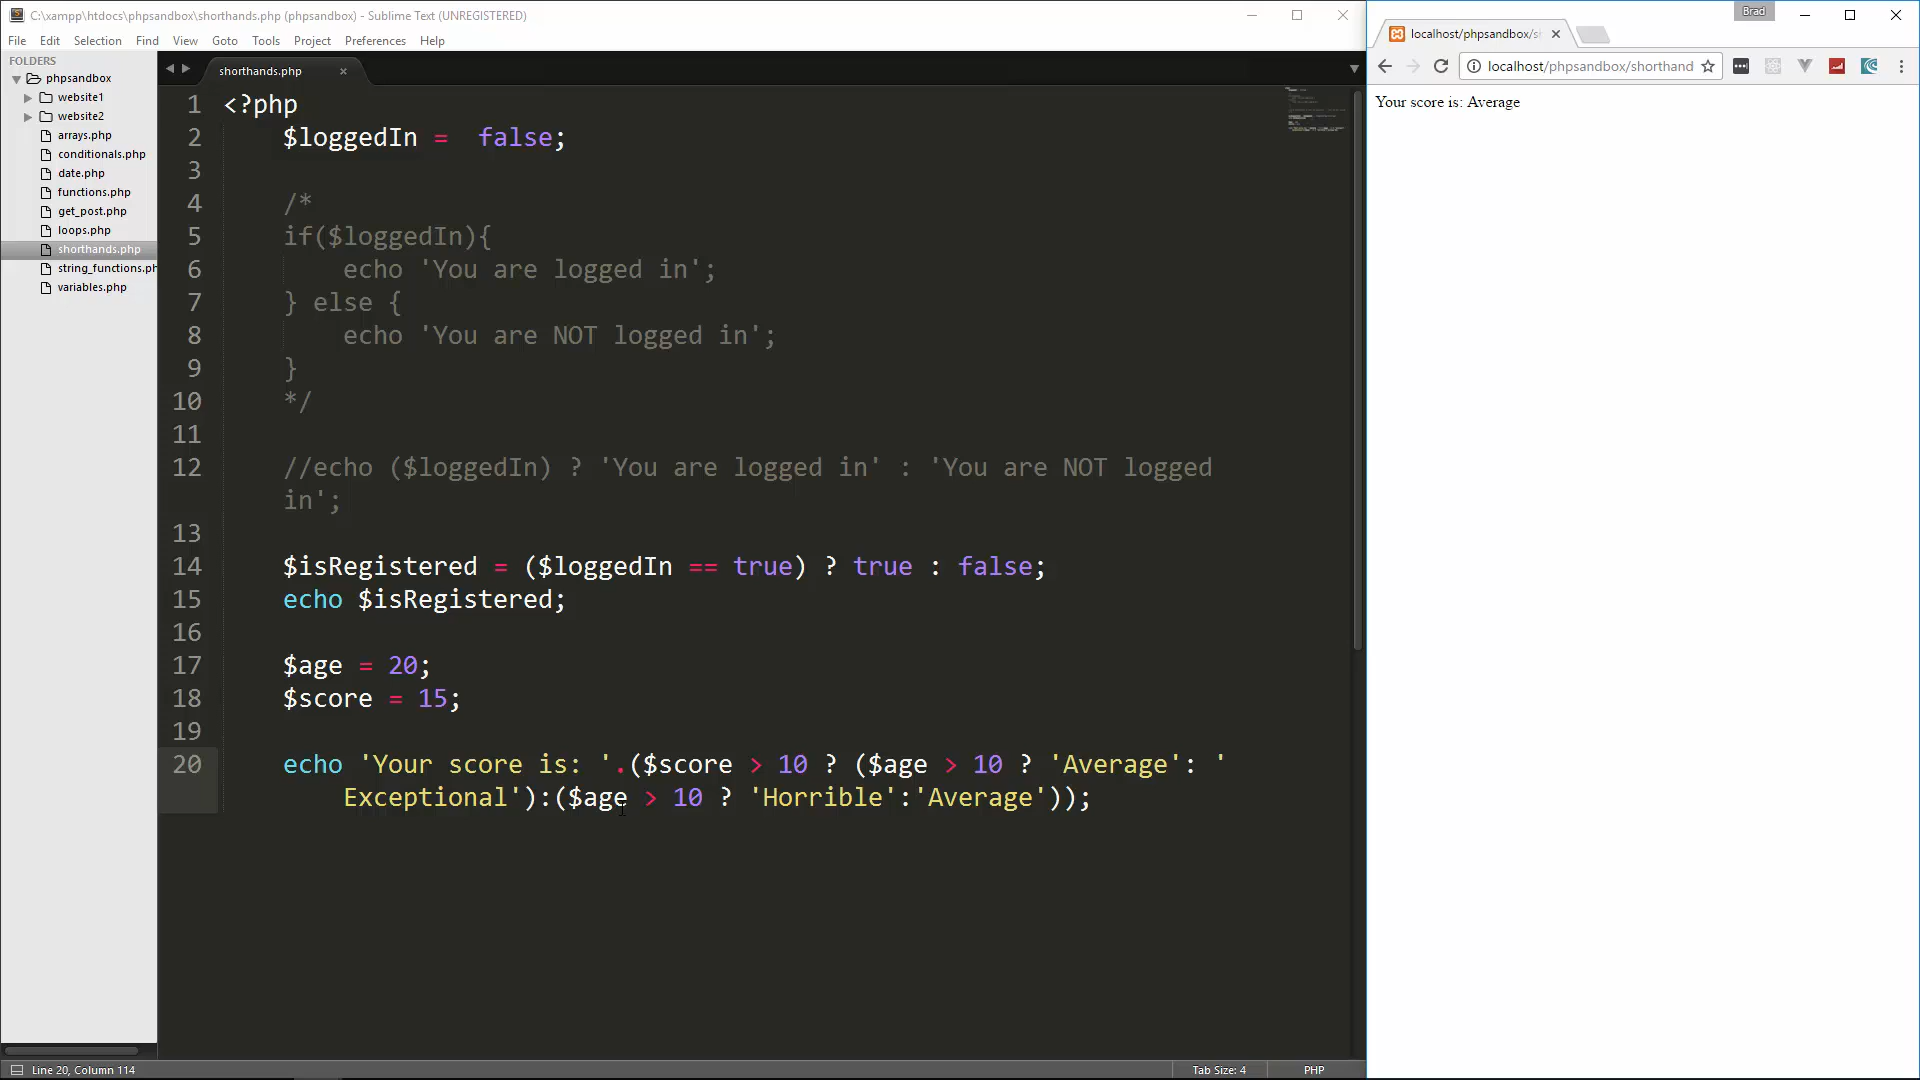 C:\xampp\htdocs\phpsandbox\shorthands.php (phpsandbox) - Sublime Text (UNREGISTERED)
File Edit Selection Find View Goto Tools Project Preferences Help
FOLDERS
phpsandbox
website1
website2
arrays.php
conditionals.php
date.php
functions.php
get_post.php
loops.php
shorthands.php
string_functions.ph
variables.php
shorthands.php
1 <?php
2 $loggedIn =  false;
3
4 /*
5 if($loggedIn){
6 echo 'You are logged in';
7 } else {
8 echo 'You are NOT logged in';
9 }
10 */
11
12 //echo ($loggedIn) ? 'You are logged in' : 'You are NOT logged
in';
13
14 $isRegistered = ($loggedIn == true) ? true : false;
15 echo $isRegistered;
16
17 $age = 20;
18 $score = 15;
19
20 echo 'Your score is: '.($score > 10 ? ($age > 10 ? 'Average': '
Exceptional'):($age > 10 ? 'Horrible':'Average'));
Line 20, Column 114
Tab Size: 4
PHP
Brad
localhost/phpsandbox/sh
localhost/phpsandbox/shorthand
Your score is: Average